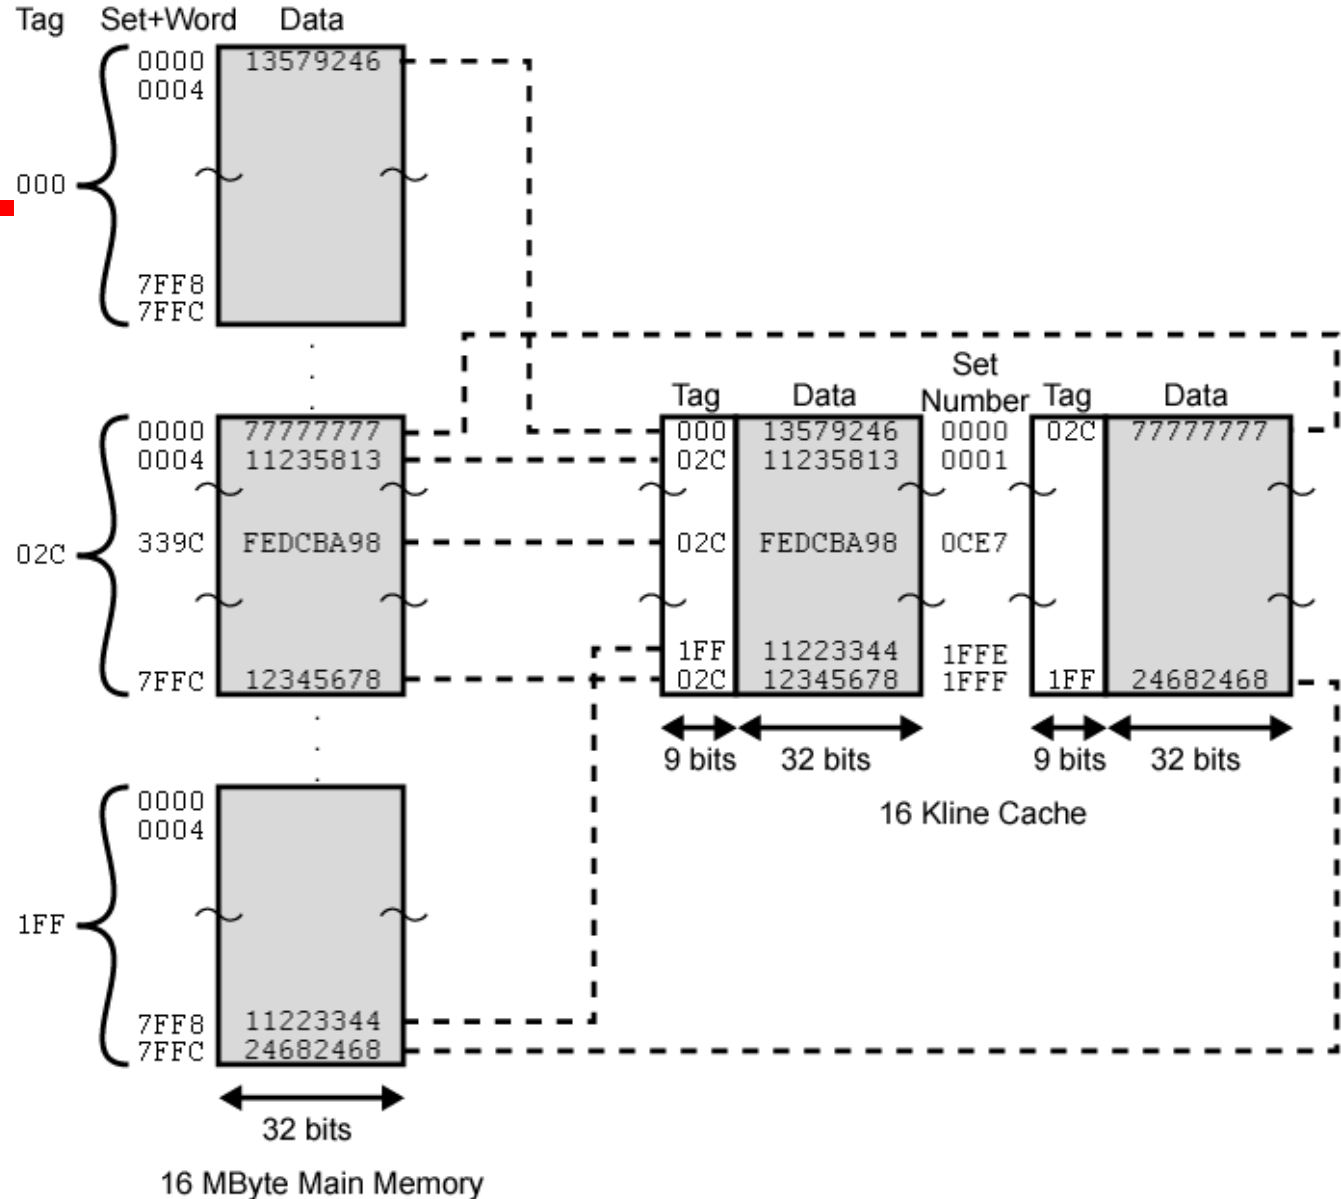 Tag Set+Word Data
0000 13579246
0004
000
7FF8
7FFC
Set
Tag Data Number Tag Data
0000 77777777 000 13579246 0000 02C 77777777
0004 11235813 02C 11235813 0001
02C 339C FEDCBA98 02C FEDCBA98 0CE7
1FF 11223344 1FFE
7FFC 12345678 02C 12345678 1FFF 1FF 24682468
9 bits 32 bits 9 bits 32 bits
16 Kline Cache
0000
0004
1FF
7FF8 11223344
7FFC 24682468
32 bits
16 MByte Main Memory